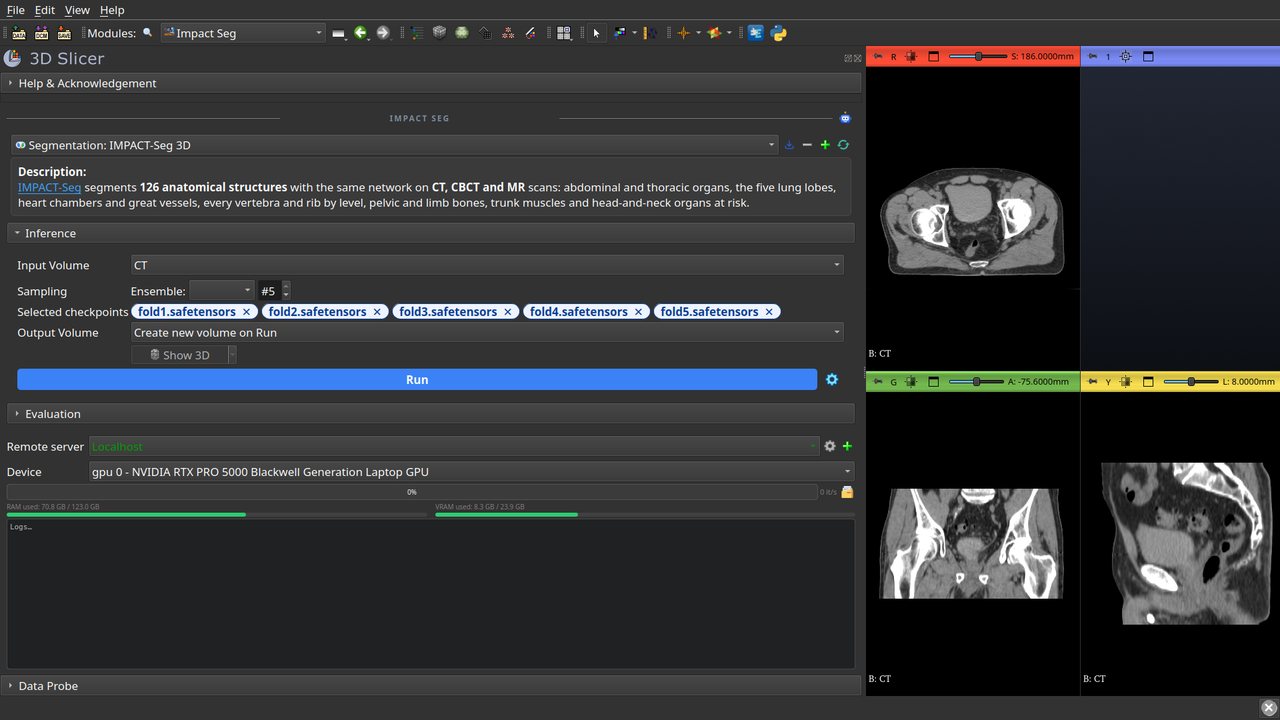 File Edit View Help
Modules: Impact Seg
3D Slicer
Help & Acknowledgement
IMPACT SEG
Segmentation: IMPACT-Seg 3D
Description:
IMPACT-Seg segments 126 anatomical structures with the same network on CT, CBCT and MR scans: abdominal and thoracic organs, the five lung lobes,
heart chambers and great vessels, every vertebra and rib by level, pelvic and limb bones, trunk muscles and head-and-neck organs at risk.
Inference
Input Volume CT
Sampling Ensemble: #5
Selected checkpoints fold1.safetensors × fold2.safetensors × fold3.safetensors × fold4.safetensors × fold5.safetensors ×
Output Volume Create new volume on Run
Show 3D
Run
Evaluation
Remote server Localhost
Device gpu 0 - NVIDIA RTX PRO 5000 Blackwell Generation Laptop GPU
0% 0 it/s
RAM used: 70.8 GB / 123.0 GB VRAM used: 8.3 GB / 23.9 GB
Logs...
Data Probe
R S: 186.0000mm
1
B: CT
G A: -75.6000mm
Y L: 8.0000mm
B: CT
B: CT